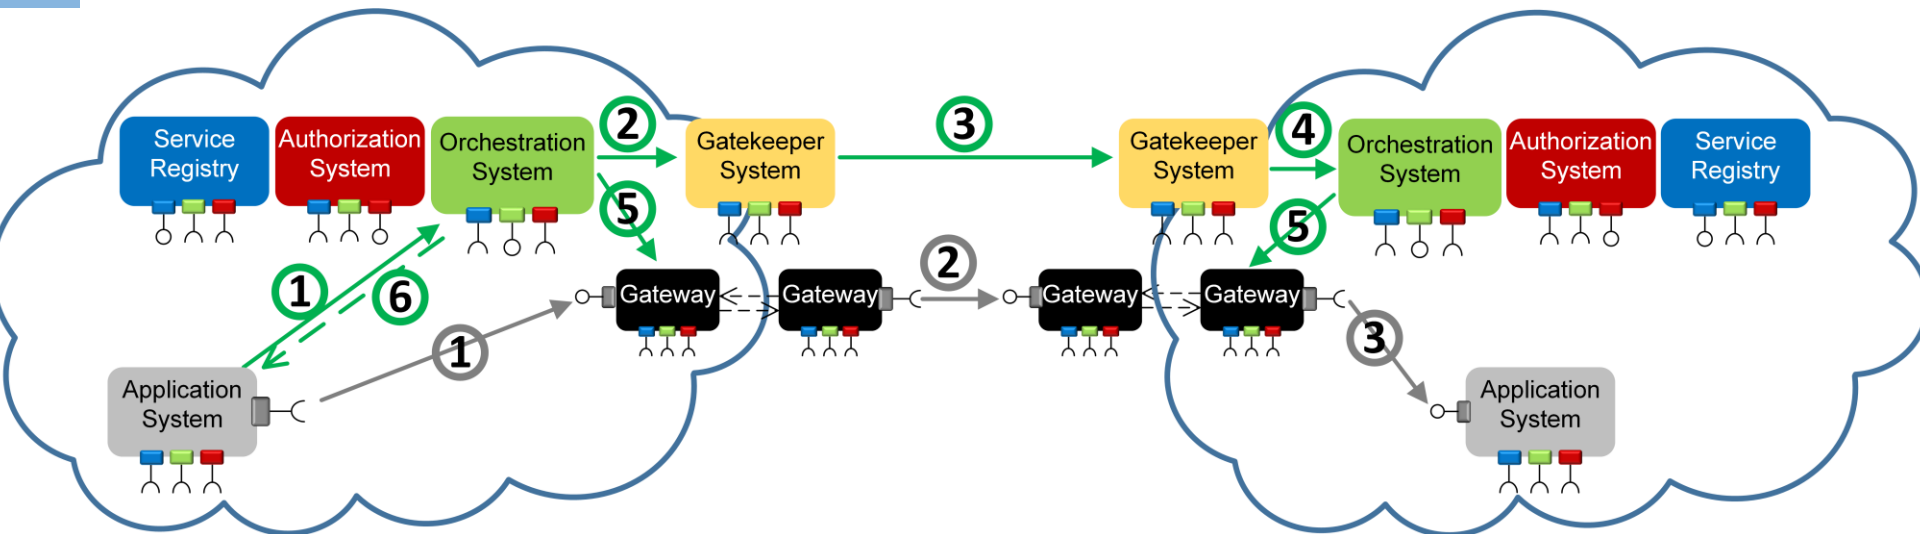 Service
Registry
Authorization
System
Orchestration
System
2
Gatekeeper
System
3
Gatekeeper
System
4
Orchestration
System
Authorization
System
Service
Registry
5
5
1
6
2
Gateway
Gateway
Gateway
Gateway
1
3
Application
System
Application
System